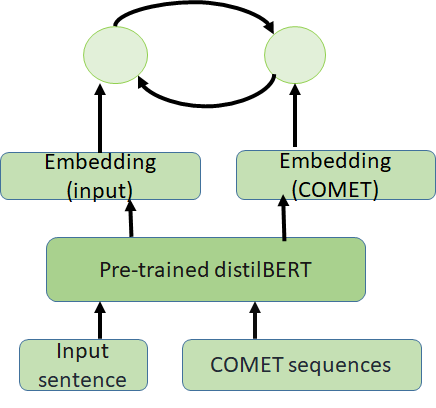 Embedding
(input)
Embedding
(COMET)
Pre-trained distilBERT
Input
sentence
COMET sequences